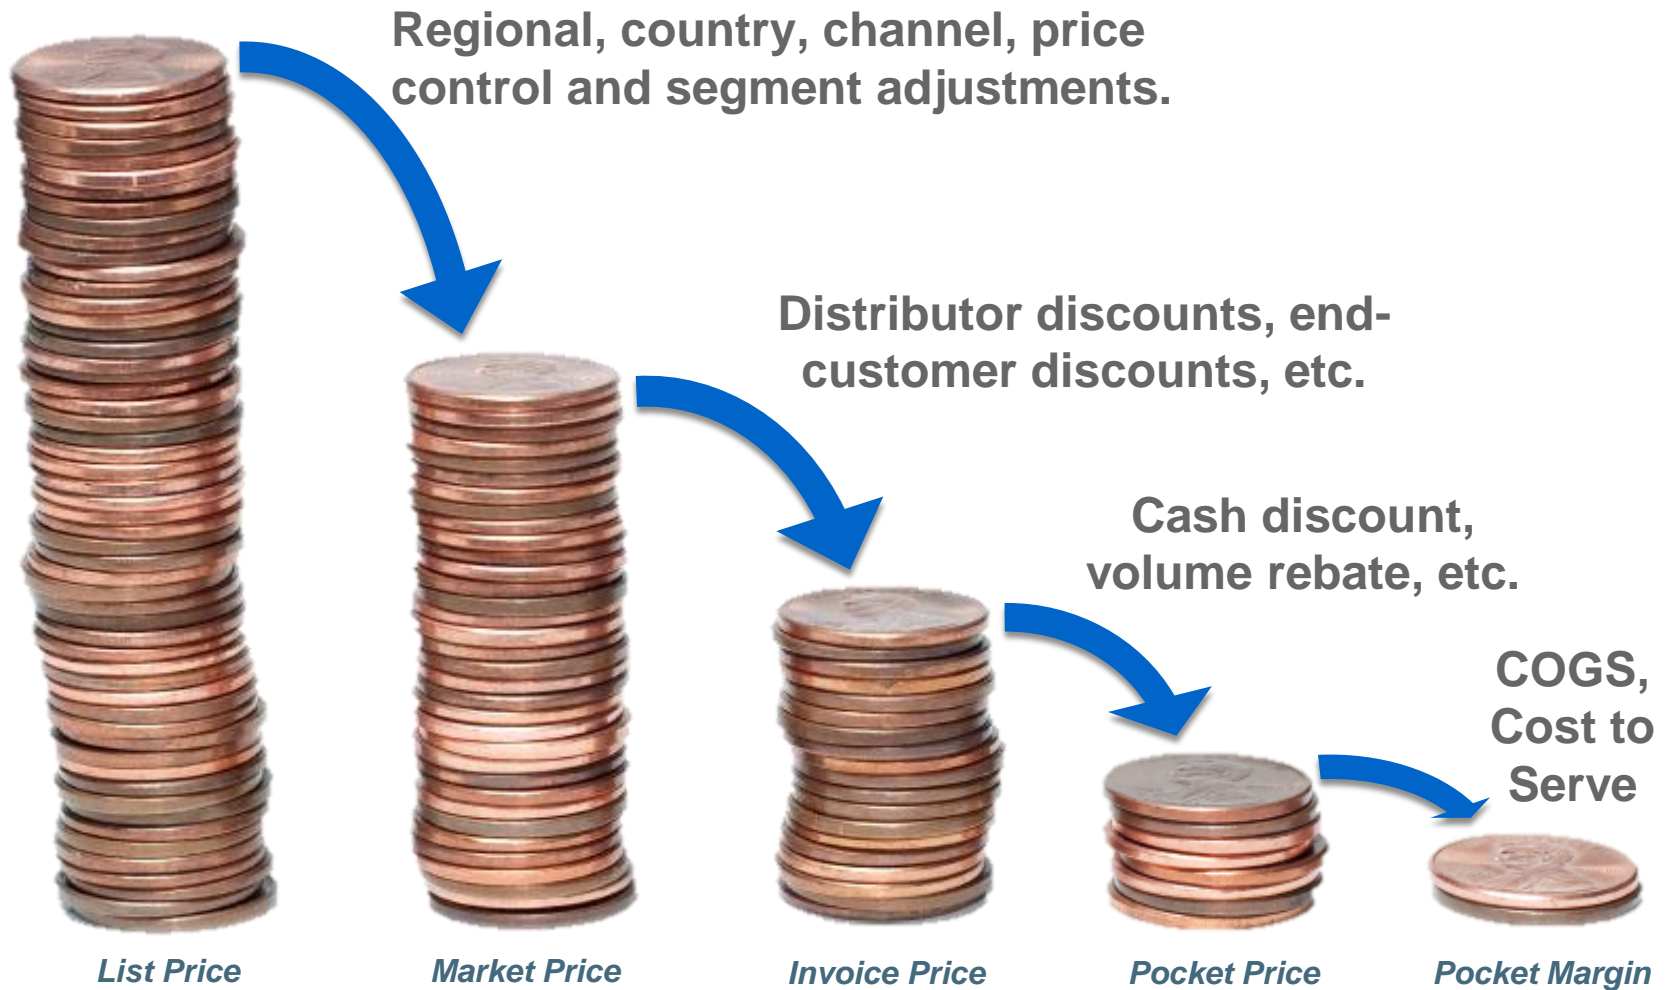 Regional, country, channel, price
control and segment adjustments.
Distributor discounts, end-
customer discounts, etc.
Cash discount,
volume rebate, etc.
COGS,
Cost to
Serve
List Price
Market Price
Invoice Price
Pocket Price
Pocket Margin